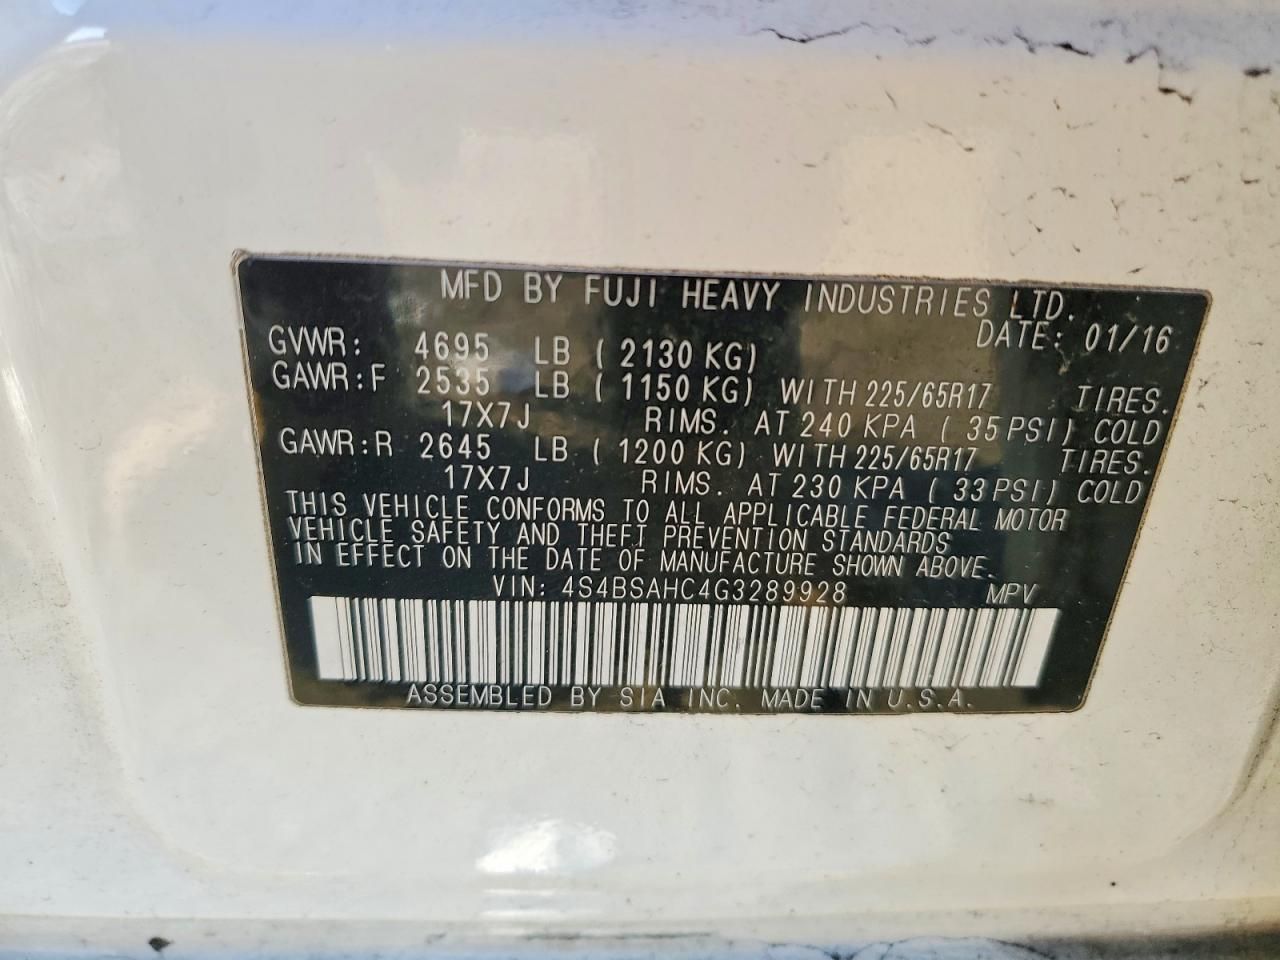 MFD BY FUJI HEAVY INDUSTRIES LTD.
DATE: 01/16
GVWR: 4695 LB ( 2130 KG)
GAWR:F 2535 LB ( 1150 KG) WITH 225/65R17 TIRES.
17X7J RIMS. AT 240 KPA ( 35 PSI) COLD
GAWR:R 2645 LB ( 1200 KG) WITH 225/65R17 TIRES.
17X7J RIMS. AT 230 KPA ( 33 PSI) COLD
THIS VEHICLE CONFORMS TO ALL APPLICABLE FEDERAL MOTOR
VEHICLE SAFETY AND THEFT PREVENTION STANDARDS
IN EFFECT ON THE DATE OF MANUFACTURE SHOWN ABOVE.
VIN: 4S4BSAHC4G3289928 MPV
ASSEMBLED BY SIA INC. MADE IN U.S.A.